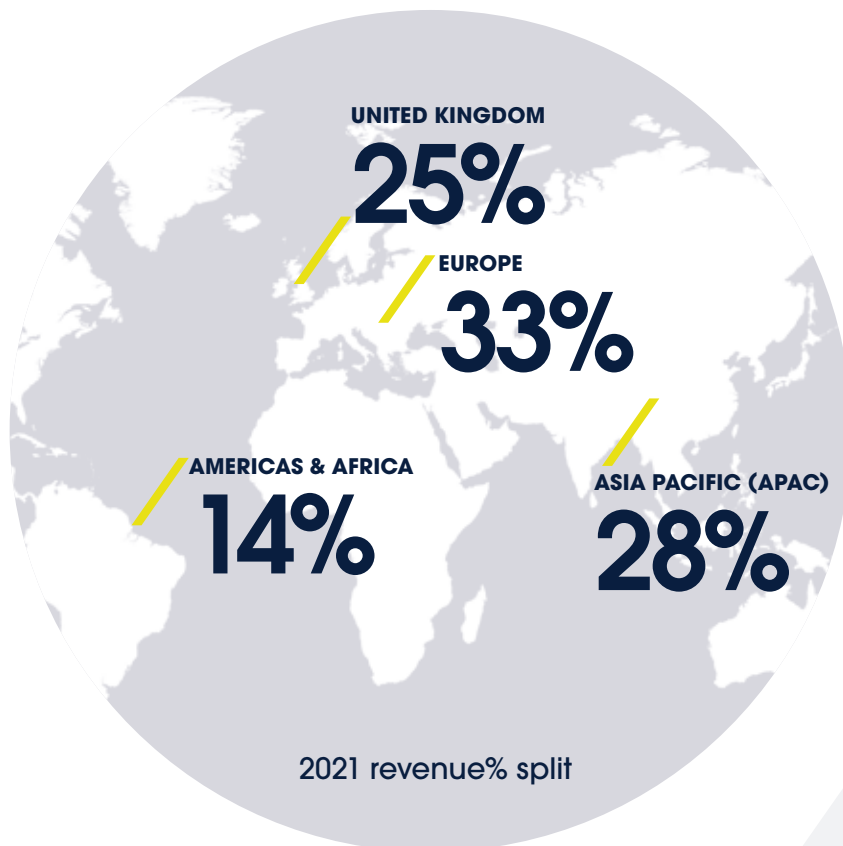 UNITED KINGDOM
25%
EUROPE
33%
AMERICAS & AFRICA
14%
ASIA PACIFIC (APAC)
28%
2021 revenue% split